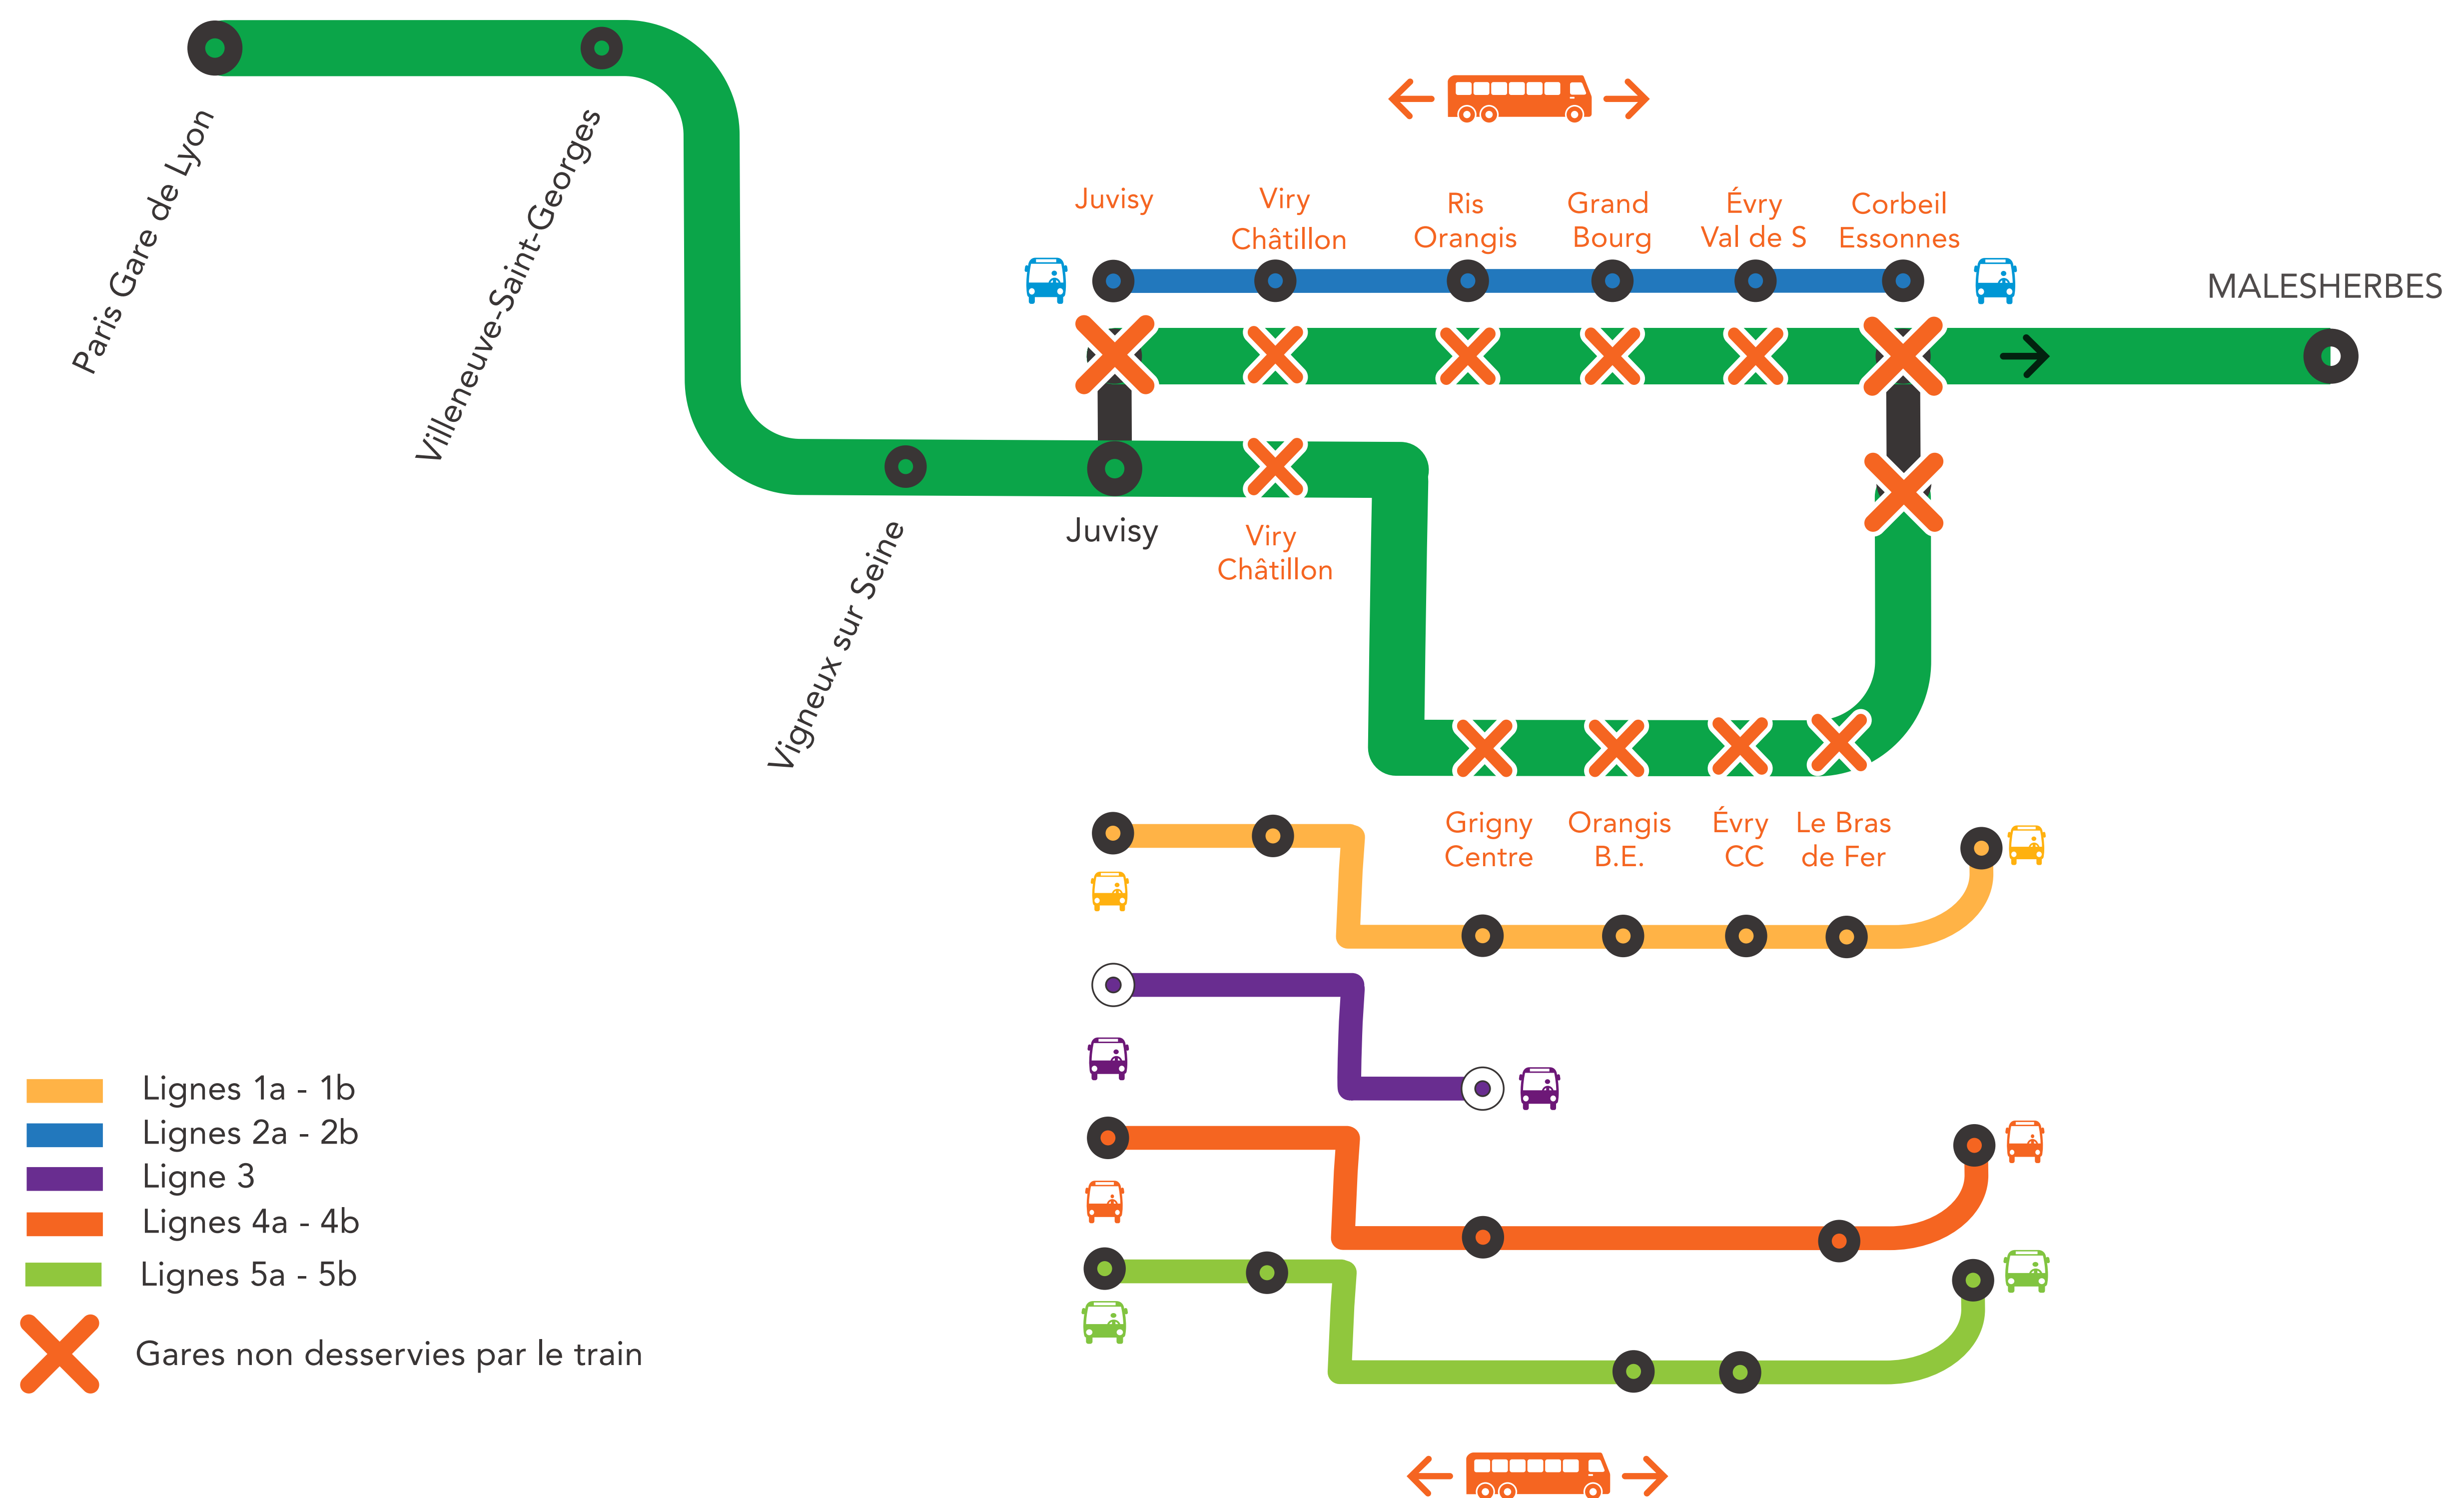 Paris Gare de Lyon
Villeneuve-Saint-Georges
Vigneux sur Seine
Juvisy
Viry
Châtillon
Ris
Orangis
Grand
Bourg
Évry
Val de S
Corbeil
Essonnes
MALESHERBES
Juvisy
Viry
Châtillon
Grigny
Centre
Orangis
B.E.
Évry
CC
Le Bras
de Fer
Lignes 1a - 1b
Lignes 2a - 2b
Ligne 3
Lignes 4a - 4b
Lignes 5a - 5b
Gares non desservies par le train